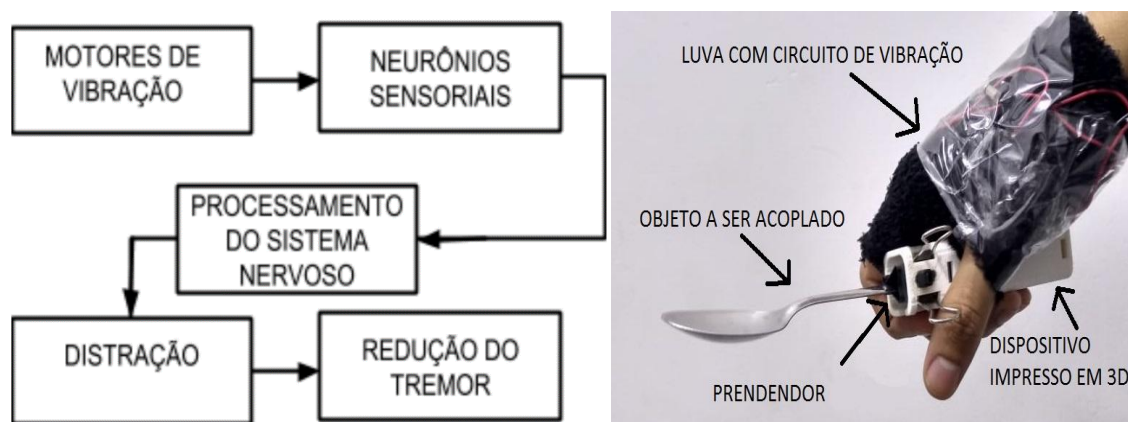 MOTORES DE
VIBRAÇÃO
NEURÔNIOS
SENSORIAIS
PROCESSAMENTO
DO SISTEMA
NERVOSO
DISTRAÇÃO
REDUÇÃO DO
TREMOR
LUVA COM CIRCUITO DE VIBRAÇÃO
OBJETO A SER ACOPLADO
PRENDENDOR
DISPOSITIVO
IMPRESSO EM 3D